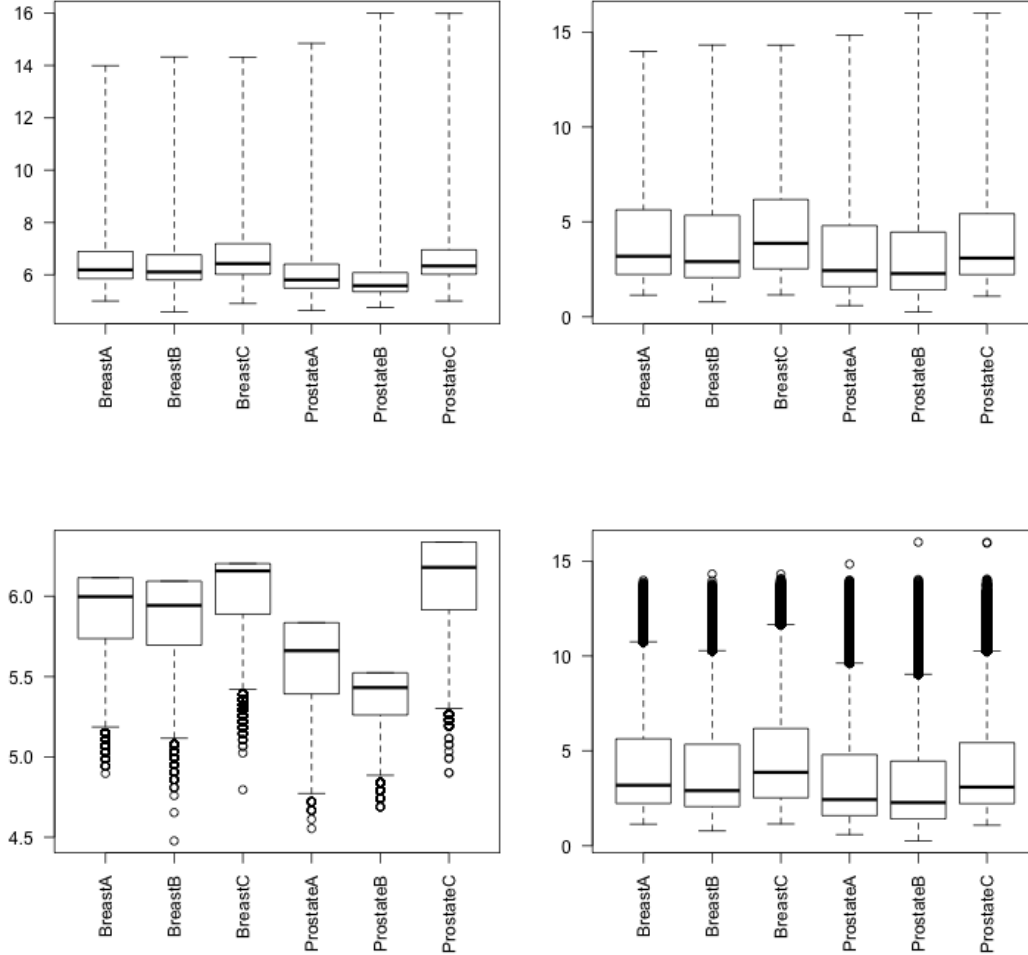 16
14
12
10
8
6
BreastA
BreastB
BreastC
ProstateA
ProstateB
ProstateC
15
10
5
0
BreastA
BreastB
BreastC
ProstateA
ProstateB
ProstateC
6.0
5.5
5.0
4.5
BreastA
BreastB
BreastC
ProstateA
ProstateB
ProstateC
15
10
5
0
BreastA
BreastB
BreastC
ProstateA
ProstateB
ProstateC